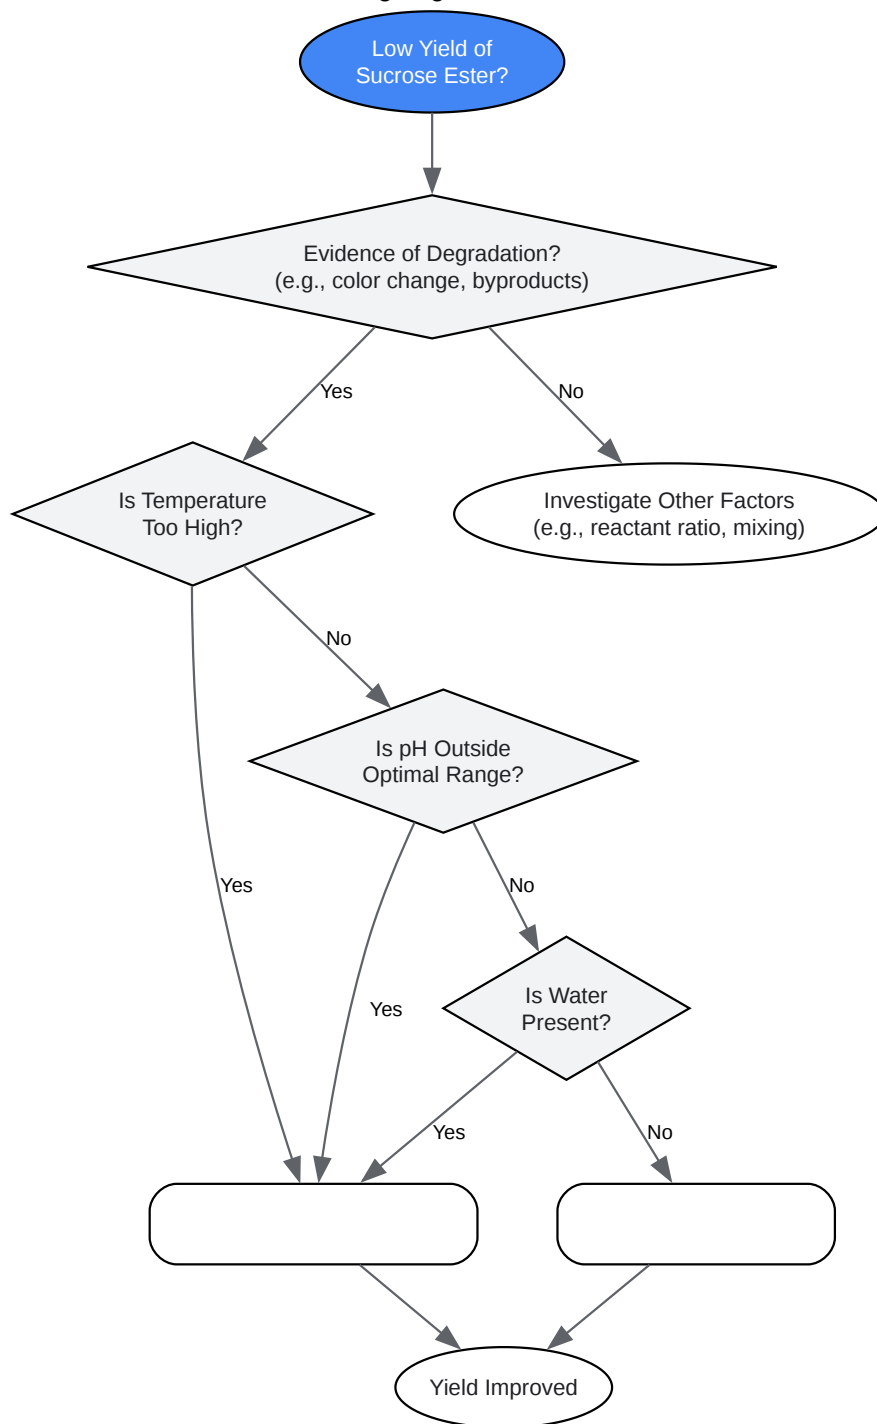 Low Yield of
Sucrose Ester?
Evidence of Degradation?
(e.g., color change, byproducts)
Yes
No
Is Temperature
Too High?
Investigate Other Factors
(e.g., reactant ratio, mixing)
No
Is pH Outside
Optimal Range?
Yes
No
Is Water
Present?
Yes
Yes
No
Yield Improved